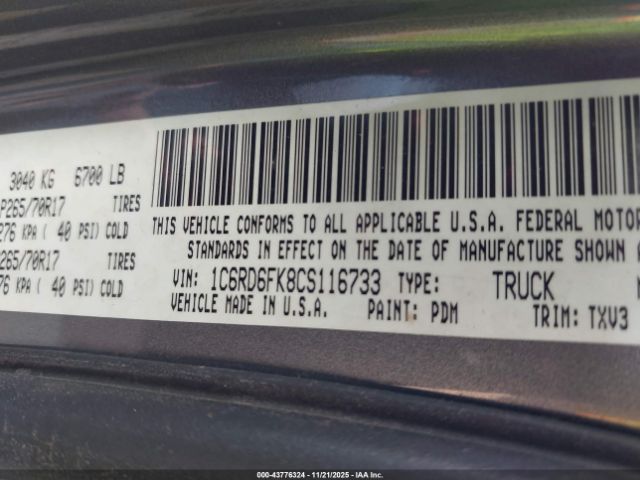 3040 KG 6700 LB
P265/70R17 TIRES
276 KPA ( 40 PSI) COLD
265/70R17 TIRES
76 KPA ( 40 PSI) COLD
THIS VEHICLE CONFORMS TO ALL APPLICABLE U.S.A. FEDERAL MOTOR
STANDARDS IN EFFECT ON THE DATE OF MANUFACTURE SHOWN A
VIN: 1C6RD6FK8CS116733 TYPE: TRUCK
VEHICLE MADE IN U.S.A. PAINT: PDM TRIM: TXV3
000-43776324 - 11/21/2025 - IAAI.COM